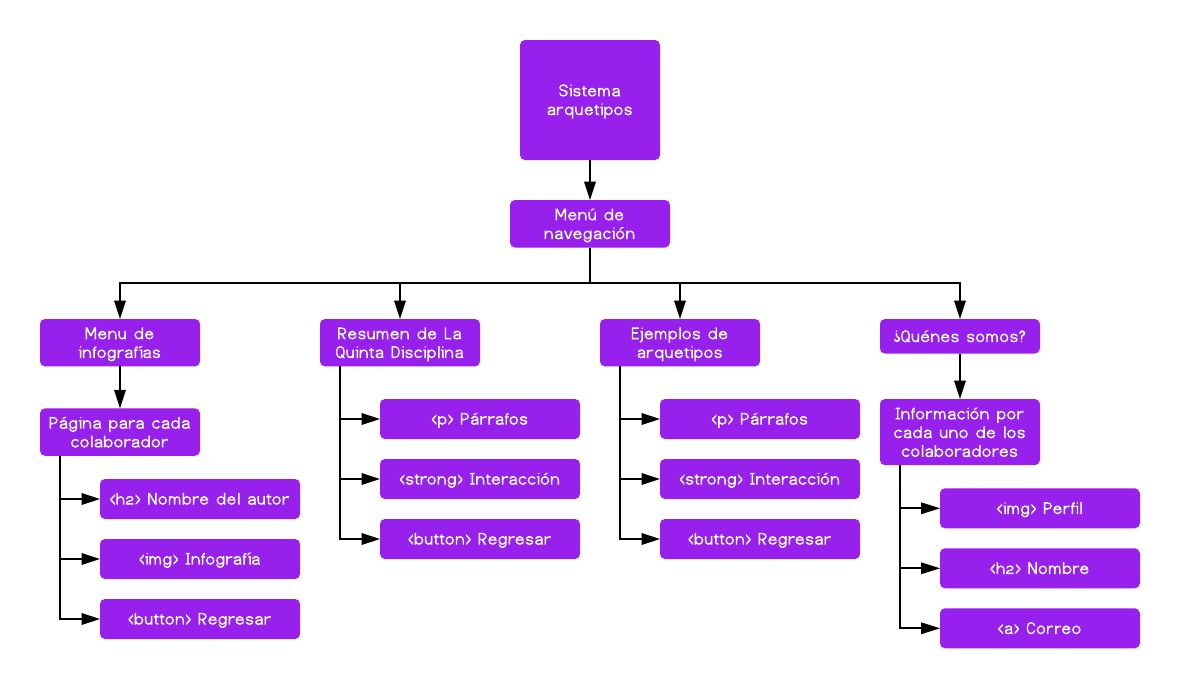 Sistema
arquetipos
Menú de
navegación
Menu de
infografías
Página para cada
colaborador
<h2> Nombre del autor
<img> Infografía
<button> Regresar
Resumen de La
Quinta Disciplina
<p> Párrafos
<strong> Interacción
<button> Regresar
Ejemplos de
arquetipos
<p> Párrafos
<strong> Interacción
<button> Regresar
¿Quénes somos?
Información por
cada uno de los
colaboradores
<img> Perfil
<h2> Nombre
<a> Correo